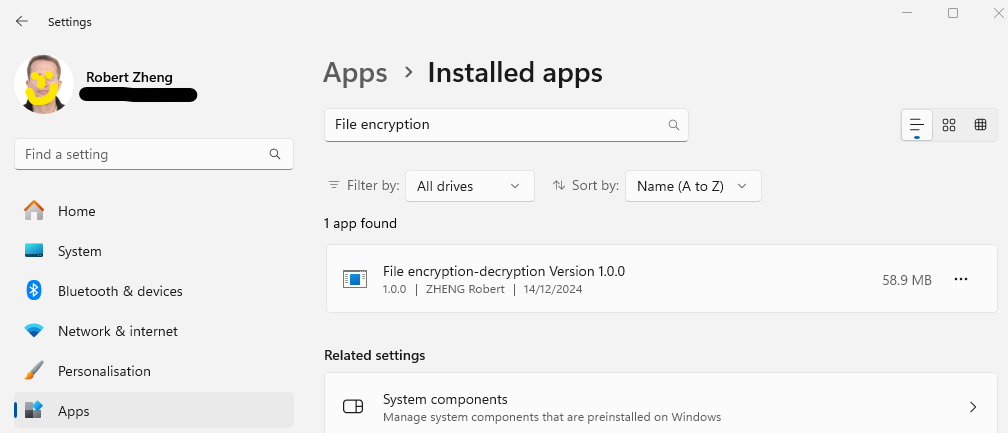 Settings
Robert Zheng
Find a setting
Home
System
Bluetooth & devices
Network & internet
Personalisation
Apps
Apps > Installed apps
File encryption
Filter by: All drives Sort by: Name (A to Z)
1 app found
File encryption-decryption Version 1.0.0
1.0.0 | ZHENG Robert | 14/12/2024
58.9 MB
Related settings
System components
Manage system components that are preinstalled on Windows